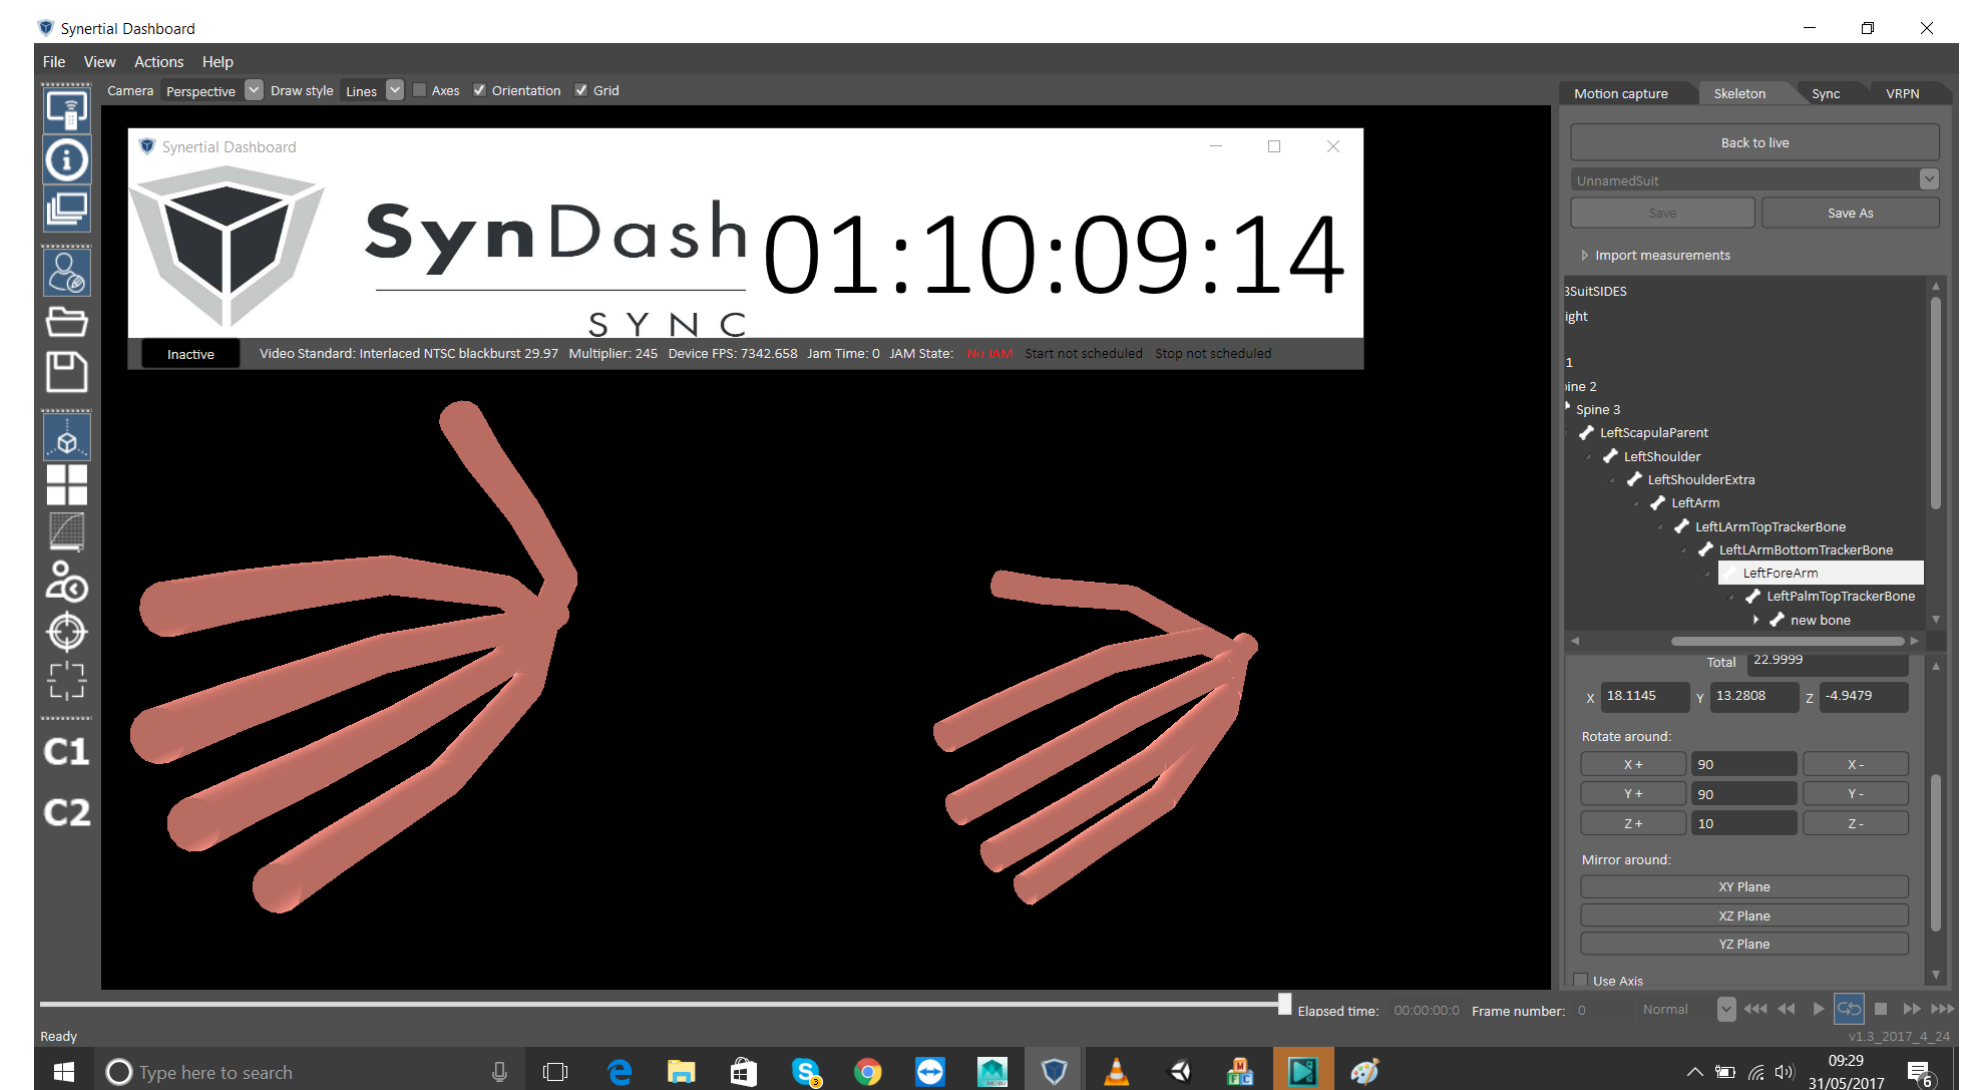 Synertial Dashboard
File View Actions Help
Camera Perspective Draw style Lines Axes Orientation Grid
Motion capture Skeleton Sync VRPN
Synertial Dashboard
SynDash
SYNC
01:10:09:14
Inactive Video Standard: Interlaced NTSC blackburst 29.97 Multiplier: 245 Device FPS: 7342.658 Jam Time: 0 JAM State: No JAM Start not scheduled Stop not scheduled
C1
C2
Back to live
UnnamedSuit
Save Save As
Import measurements
3SuitSIDES
ight
1
ine 2
Spine 3
LeftScapulaParent
LeftShoulder
LeftShoulderExtra
LeftArm
LeftLArmTopTrackerBone
LeftLArmBottomTrackerBone
LeftForeArm
LeftPalmTopTrackerBone
new bone
Total 22.9999
X 18.1145 Y 13.2808 Z -4.9479
Rotate around:
X + 90 X -
Y + 90 Y -
Z + 10 Z -
Mirror around:
XY Plane
XZ Plane
YZ Plane
Use Axis
Elapsed time: 00:00:00:0 Frame number: 0 Normal
Ready
v1.3_2017_4_24
Type here to search
3
09:29
31/05/2017
6